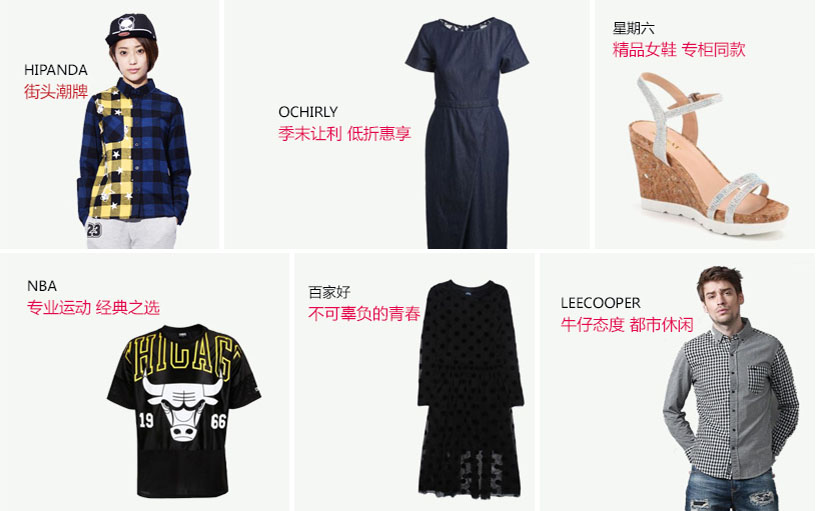 HIPANDA
街头潮牌
23
OCHIRLY
季末让利 低折惠享
星期六
精品女鞋 专柜同款
NBA
专业运动 经典之选
CHICAG
19 66
百家好
不可辜负的青春
LEECOOPER
牛仔态度 都市休闲